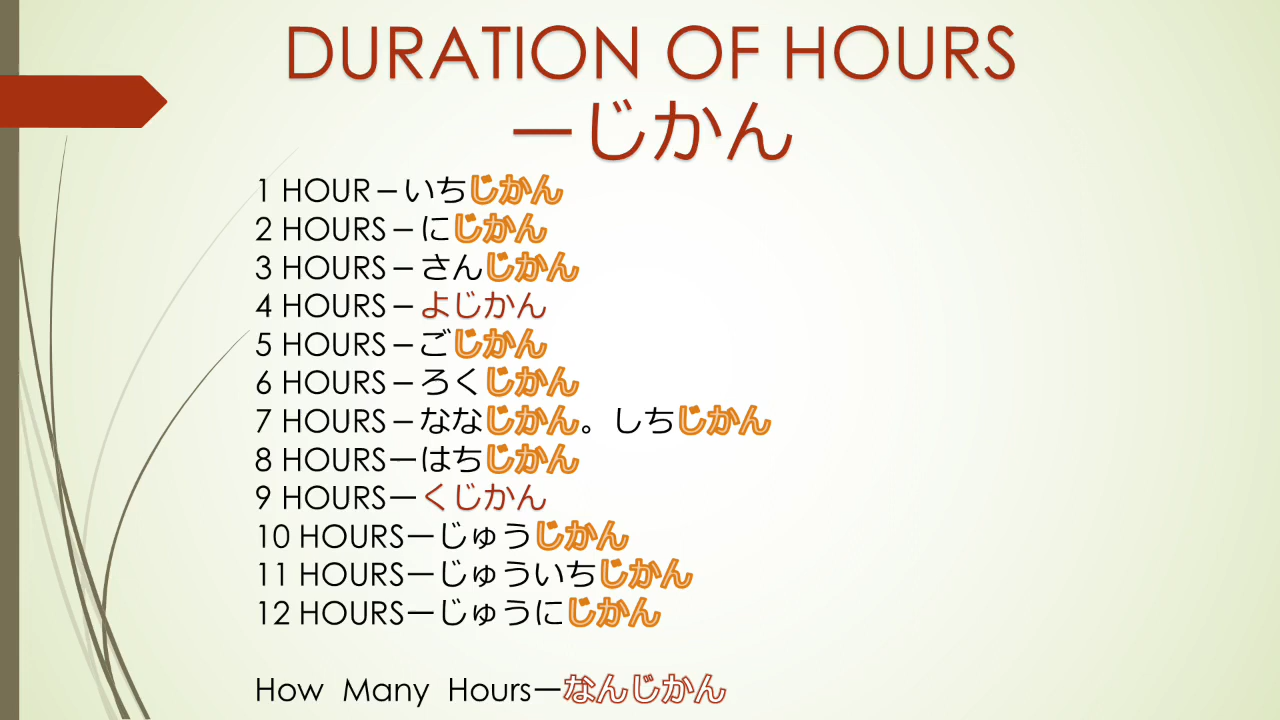 DURATION OF HOURS
ーじかん
1 HOUR－いちじかん
2 HOURS－にじかん
3 HOURS－さんじかん
4 HOURS－よじかん
5 HOURS－ごじかん
6 HOURS－ろくじかん
7 HOURS－ななじかん。しちじかん
8 HOURSーはちじかん
9 HOURSーくじかん
10 HOURSーじゅうじかん
11 HOURSーじゅういちじかん
12 HOURSーじゅうにじかん
How Many Hoursーなんじかん